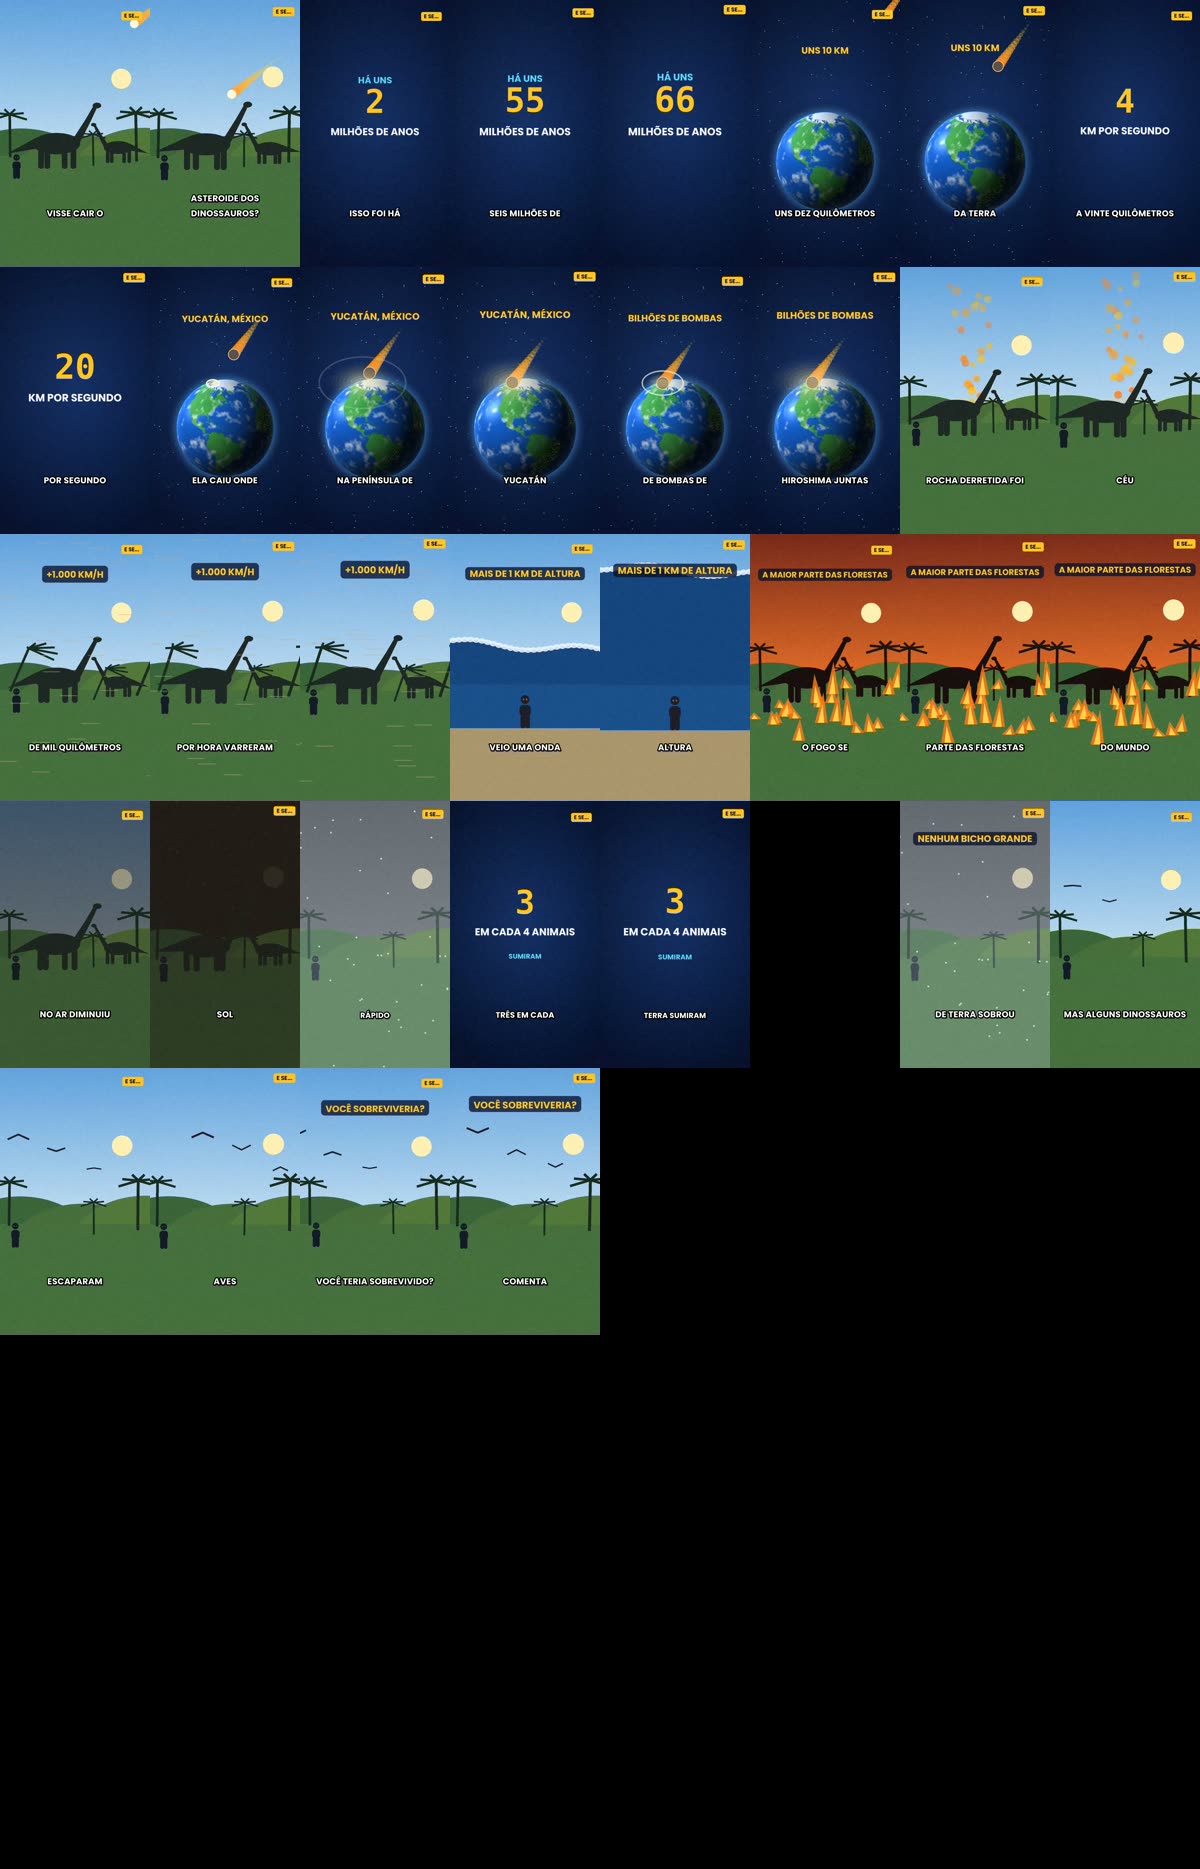 E SE...
VISSE CAIR O
E SE...
ASTEROIDE DOS
DINOSSAUROS?
E SE...
HÁ UNS
2
MILHÕES DE ANOS
ISSO FOI HÁ
E SE...
HÁ UNS
55
MILHÕES DE ANOS
SEIS MILHÕES DE
E SE...
HÁ UNS
66
MILHÕES DE ANOS
E SE...
UNS 10 KM
UNS DEZ QUILÔMETROS
E SE...
UNS 10 KM
DA TERRA
E SE...
4
KM POR SEGUNDO
A VINTE QUILÔMETROS
E SE...
20
KM POR SEGUNDO
POR SEGUNDO
E SE...
YUCATÁN, MÉXICO
ELA CAIU ONDE
E SE...
YUCATÁN, MÉXICO
NA PENÍNSULA DE
E SE...
YUCATÁN, MÉXICO
YUCATÁN
E SE...
BILHÕES DE BOMBAS
DE BOMBAS DE
E SE...
BILHÕES DE BOMBAS
HIROSHIMA JUNTAS
E SE...
ROCHA DERRETIDA FOI
E SE...
CÉU
E SE...
+1.000 KM/H
DE MIL QUILÔMETROS
E SE...
+1.000 KM/H
POR HORA VARRERAM
E SE...
+1.000 KM/H
E SE...
MAIS DE 1 KM DE ALTURA
VEIO UMA ONDA
E SE...
MAIS DE 1 KM DE ALTURA
ALTURA
E SE...
A MAIOR PARTE DAS FLORESTAS
O FOGO SE
E SE...
A MAIOR PARTE DAS FLORESTAS
PARTE DAS FLORESTAS
E SE...
A MAIOR PARTE DAS FLORESTAS
DO MUNDO
E SE...
NO AR DIMINUIU
E SE...
SOL
E SE...
RÁPIDO
E SE...
3
EM CADA 4 ANIMAIS
SUMIRAM
TRÊS EM CADA
E SE...
3
EM CADA 4 ANIMAIS
SUMIRAM
TERRA SUMIRAM
E SE...
NENHUM BICHO GRANDE
DE TERRA SOBROU
E SE...
MAS ALGUNS DINOSSAUROS
E SE...
ESCAPARAM
E SE...
AVES
E SE...
VOCÊ SOBREVIVERIA?
VOCÊ TERIA SOBREVIVIDO?
E SE...
VOCÊ SOBREVIVERIA?
COMENTA